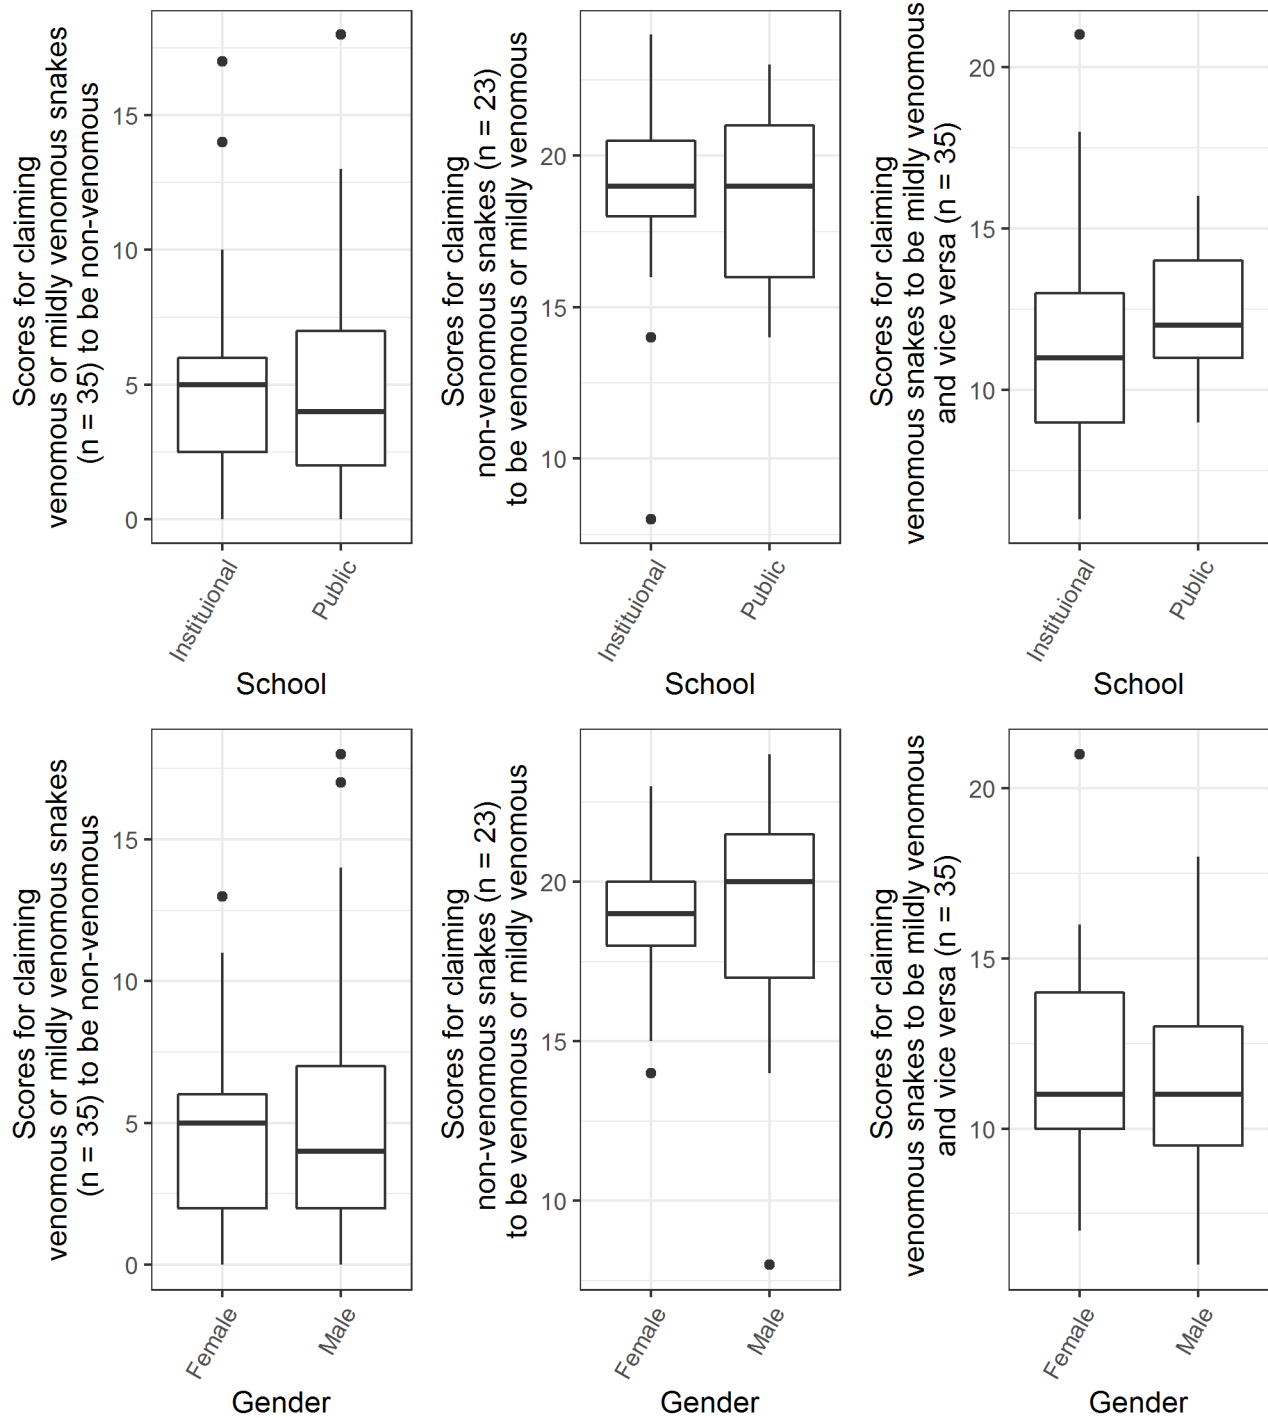 Scores for claiming
venomous or mildly venomous snakes
(n = 35) to be non-venomous
15
10
5
0
Instituional
Public
School
Scores for claiming
non-venomous snakes (n = 23)
to be venomous or mildly venomous
20
15
10
Instituional
Public
School
Scores for claiming
venomous snakes to be mildly venomous
and vice versa (n = 35)
20
15
10
Instituional
Public
School
Scores for claiming
venomous or mildly venomous snakes
(n = 35) to be non-venomous
15
10
5
0
Female
Male
Gender
Scores for claiming
non-venomous snakes (n = 23)
to be venomous or mildly venomous
20
15
10
Female
Male
Gender
Scores for claiming
venomous snakes to be mildly venomous
and vice versa (n = 35)
20
15
10
Female
Male
Gender